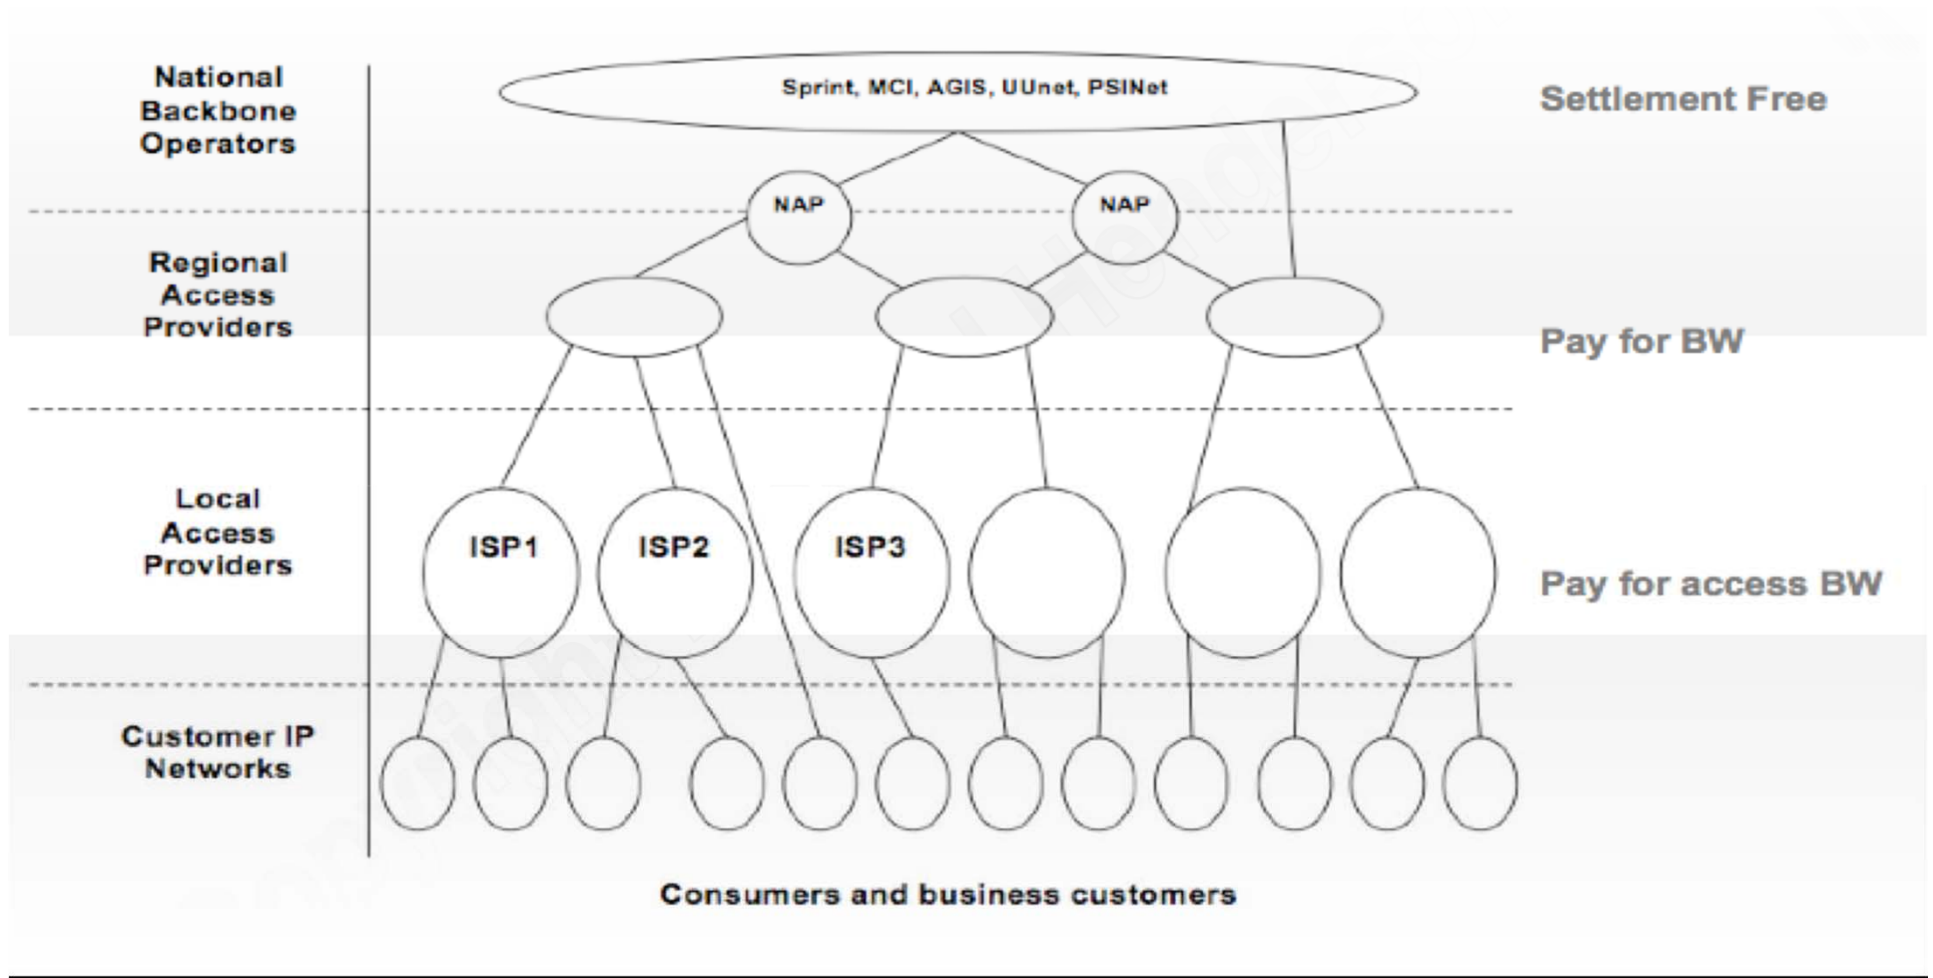 National
Backbone
Operators
Sprint, MCI, AGIS, UUnet, PSINet
Settlement Free
NAP
NAP
Regional
Access
Providers
Pay for BW
Local
Access
Providers
ISP1
ISP2
ISP3
Pay for access BW
Customer IP
Networks
Consumers and business customers